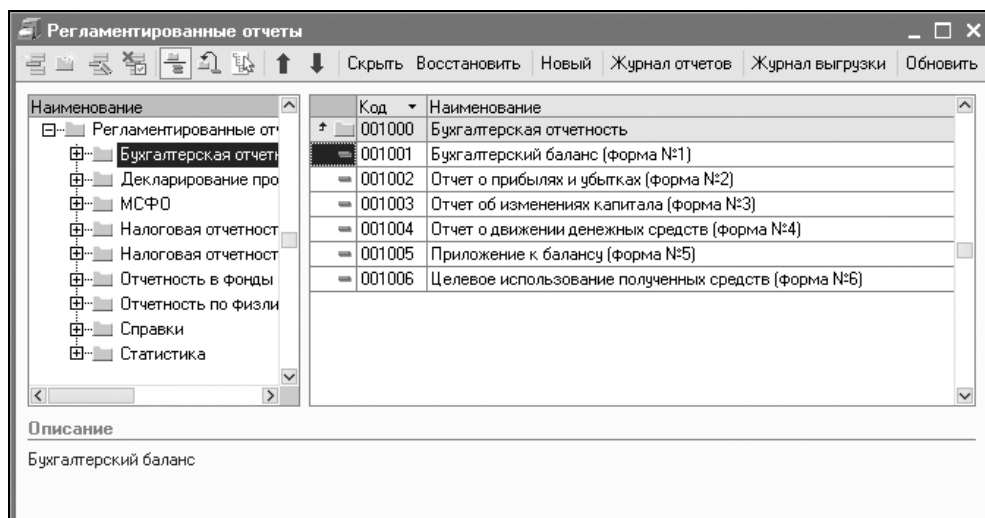 Регламентированные отчеты
Скрыть Восстановить Новый Журнал отчетов Журнал выгрузки Обновить
Наименование
Регламентированные от
Бухгалтерская отчетн
Декларирование про
МСФО
Налоговая отчетност
Налоговая отчетност
Отчетность в фонды
Отчетность по физли
Справки
Статистика
Код Наименование
001000 Бухгалтерская отчетность
001001 Бухгалтерский баланс (форма №1)
001002 Отчет о прибылях и убытках (форма №2)
001003 Отчет об изменениях капитала (форма №3)
001004 Отчет о движении денежных средств (форма №4)
001005 Приложение к балансу (форма №5)
001006 Целевое использование полученных средств (форма №6)
Описание
Бухгалтерский баланс